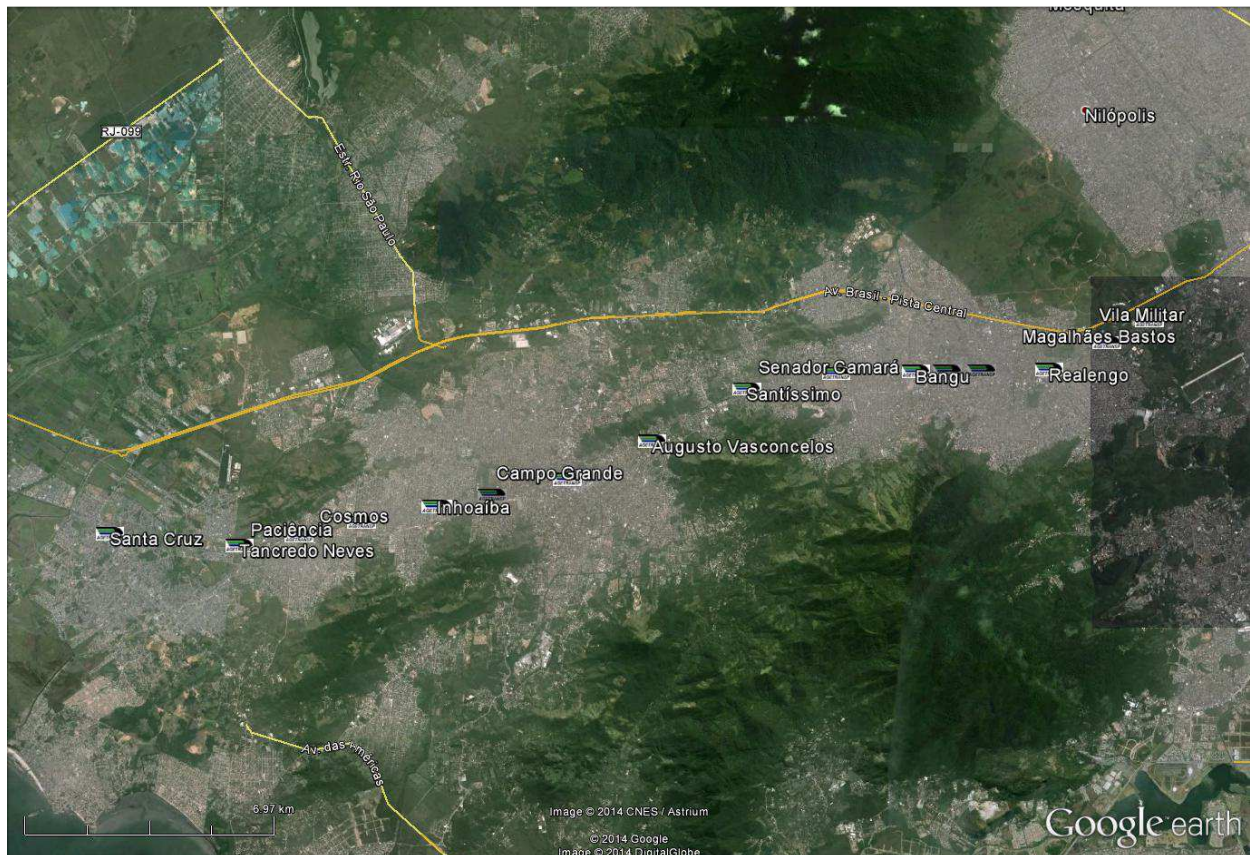 Mesquita
Nilópolis
RJ-099
Estr. Rio São Paulo
Av. Brasil - Pista Central
Vila Militar
Magalhães Bastos
Senador Camará
Bangu
Realengo
Santíssimo
Augusto Vasconcelos
Campo Grande
Inhoaíba
Cosmos
Paciência
Santa Cruz
Tancredo Neves
Av. das Américas
6.97 km
Image © 2014 CNES / Astrium
© 2014 Google
Image © 2014 DigitalGlobe
Google earth